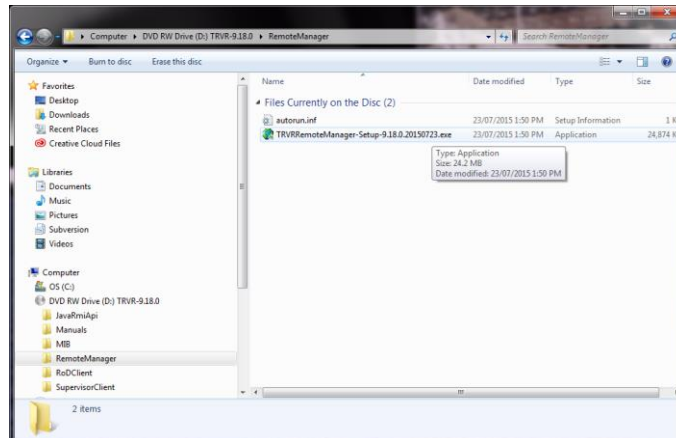 Computer ▸ DVD RW Drive (D:) TRVR-9.18.0 ▸ RemoteManager
Search RemoteManager
Organize
Burn to disc
Erase this disc
Favorites
Desktop
Downloads
Recent Places
Creative Cloud Files
Libraries
Documents
Music
Pictures
Subversion
Videos
Computer
OS (C:)
DVD RW Drive (D:) TRVR-9.18.0
JavaRmiApi
Manuals
MIB
RemoteManager
RoDClient
SupervisorClient
Name Date modified Type Size
Files Currently on the Disc (2)
autorun.inf 23/07/2015 1:50 PM Setup Information 1
TRVRRemoteManager-Setup-9.18.0.20150723.exe 23/07/2015 1:50 PM Application 24,874
Type: Application
Size: 24.2 MB
Date modified: 23/07/2015 1:50 PM
2 items